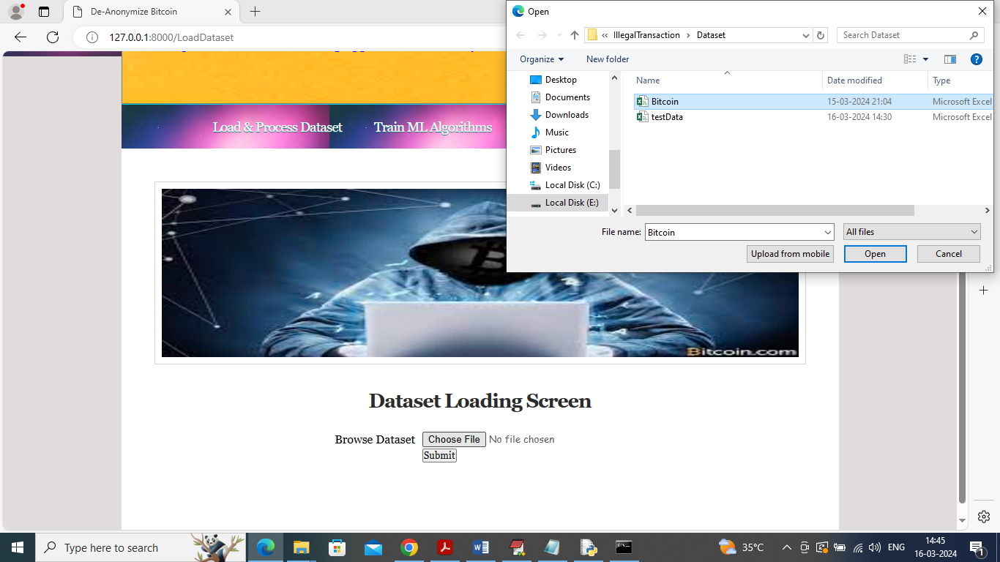 De-Anonymize Bitcoin
127.0.0.1:8000/LoadDataset
Open
« IllegalTransaction > Dataset
Search Dataset
Organize
New folder
Desktop
Documents
Downloads
Music
Pictures
Videos
Local Disk (C:)
Local Disk (E:)
Name Date modified Type
Bitcoin 15-03-2024 21:04 Microsoft Excel
testData 16-03-2024 14:30 Microsoft Excel
File name: Bitcoin All files
Upload from mobile Open Cancel
Load & Process Dataset Train ML Algorithms
Bitcoin.com
Dataset Loading Screen
Browse Dataset Choose File No file chosen
Submit
Type here to search
35°C
ENG
14:45
16-03-2024
1